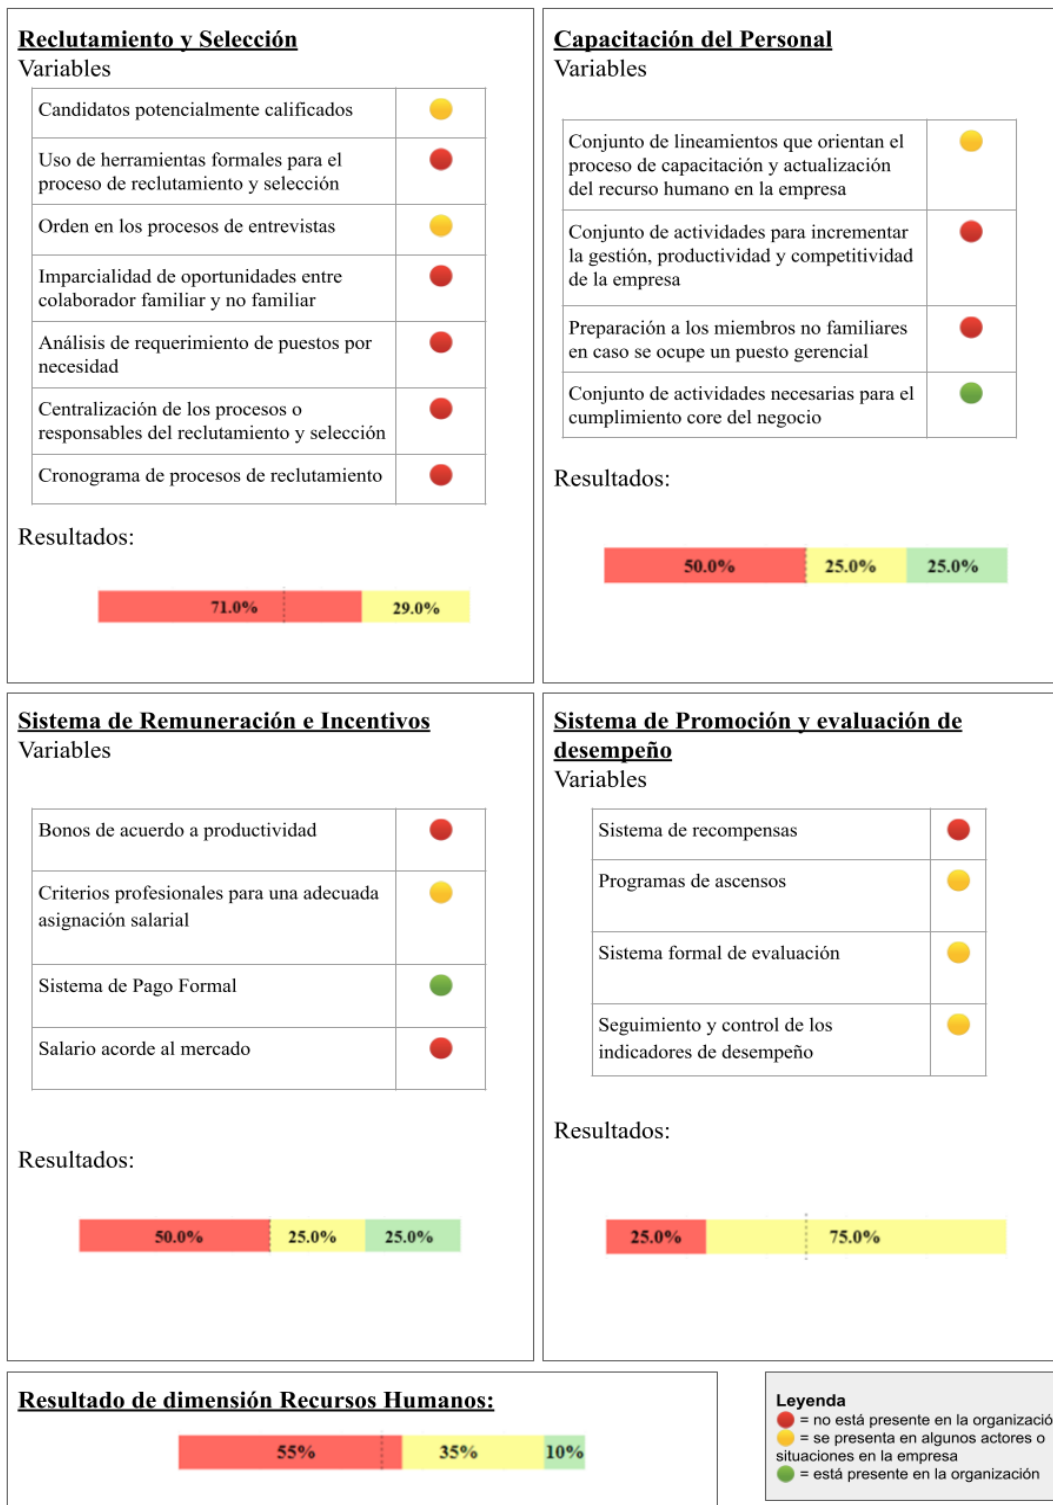 Reclutamiento y Selección
Variables
Candidatos potencialmente calificados
Uso de herramientas formales para el
proceso de reclutamiento y selección
Orden en los procesos de entrevistas
Imparcialidad de oportunidades entre
colaborador familiar y no familiar
Análisis de requerimiento de puestos por
necesidad
Centralización de los procesos o
responsables del reclutamiento y selección
Cronograma de procesos de reclutamiento
Resultados:
71.0% 29.0%
Capacitación del Personal
Variables
Conjunto de lineamientos que orientan el
proceso de capacitación y actualización
del recurso humano en la empresa
Conjunto de actividades para incrementar
la gestión, productividad y competitividad
de la empresa
Preparación a los miembros no familiares
en caso se ocupe un puesto gerencial
Conjunto de actividades necesarias para el
cumplimiento core del negocio
Resultados:
50.0% 25.0% 25.0%
Sistema de Remuneración e Incentivos
Variables
Bonos de acuerdo a productividad
Criterios profesionales para una adecuada
asignación salarial
Sistema de Pago Formal
Salario acorde al mercado
Resultados:
50.0% 25.0% 25.0%
Sistema de Promoción y evaluación de
desempeño
Variables
Sistema de recompensas
Programas de ascensos
Sistema formal de evaluación
Seguimiento y control de los
indicadores de desempeño
Resultados:
25.0% 75.0%
Resultado de dimensión Recursos Humanos:
55% 35% 10%
Leyenda
= no está presente en la organizació
= se presenta en algunos actores o
situaciones en la empresa
= está presente en la organización